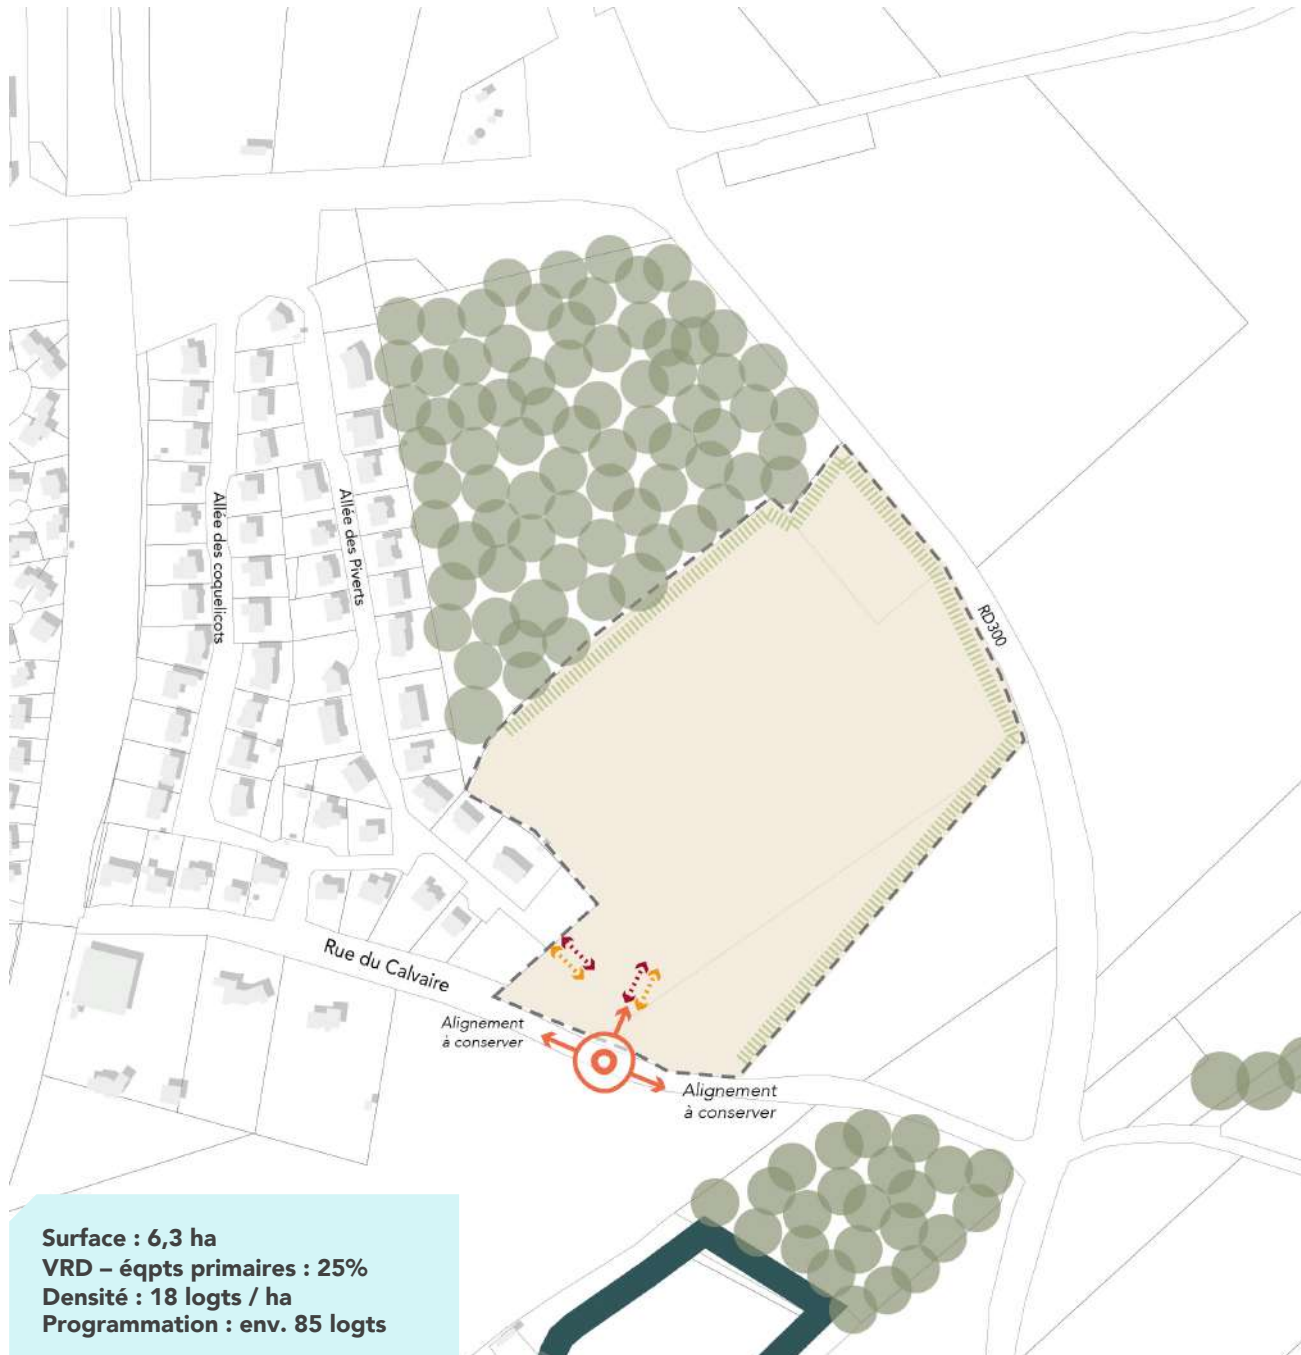 Allée des coquelicots
Allée des Piverts
RD300
Rue du Calvaire
Alignement
à conserver
Alignement
à conserver
Surface : 6,3 ha
VRD – éqpts primaires : 25%
Densité : 18 logts / ha
Programmation : env. 85 logts